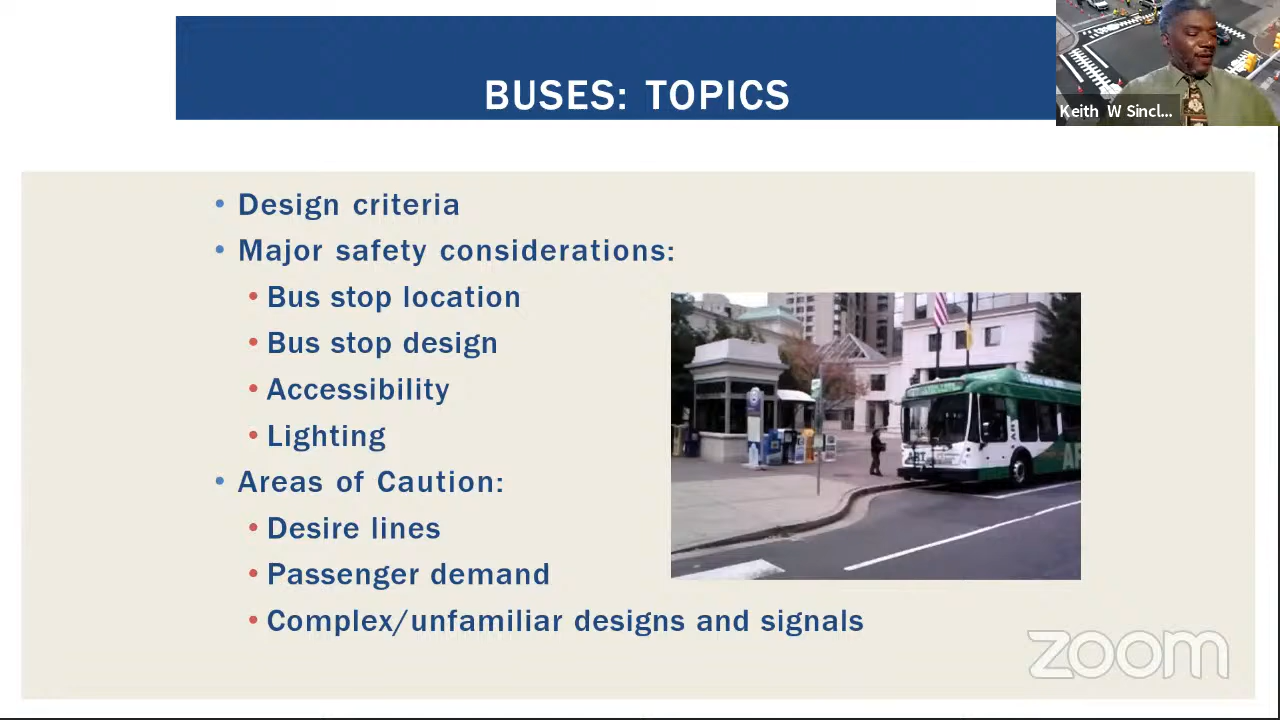 BUSES: TOPICS
Keith W Sincl...
• Design criteria
• Major safety considerations:
• Bus stop location
• Bus stop design
• Accessibility
• Lighting
• Areas of Caution:
• Desire lines
• Passenger demand
• Complex/unfamiliar designs and signals
ART
zoom